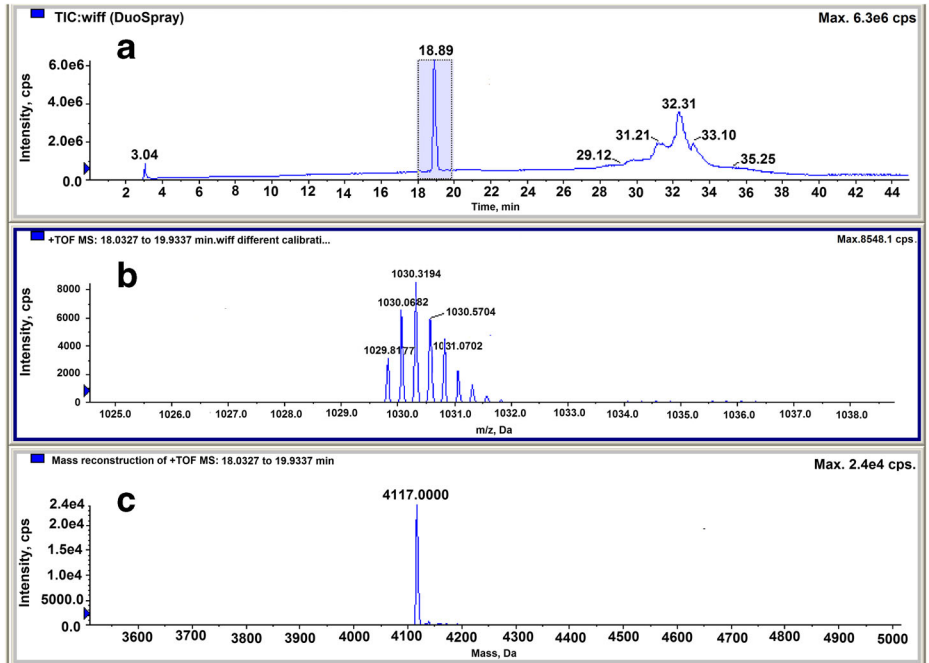 TIC:wiff (DuoSpray) Max. 6.3e6 cps
a
18.89
6.0e6
4.0e6
2.0e6
0.0
Intensity, cps
3.04
29.12
31.21
32.31
33.10
35.25
2 4 6 8 10 12 14 16 18 20 22 24 26 28 30 32 34 36 38 40 42 44
Time, min
+TOF MS: 18.0327 to 19.9337 min.wiff different calibrati... Max.8548.1 cps.
b
8000
6000
4000
2000
0
Intensity, cps
1030.3194
1030.0682
1030.5704
1029.8177
1031.0702
1025.0 1026.0 1027.0 1028.0 1029.0 1030.0 1031.0 1032.0 1033.0 1034.0 1035.0 1036.0 1037.0 1038.0
m/z, Da
Mass reconstruction of +TOF MS: 18.0327 to 19.9337 min Max. 2.4e4 cps.
c
4117.0000
2.4e4
2.0e4
1.5e4
1.0e4
5000.0
0.0
Intensity, cps
3600 3700 3800 3900 4000 4100 4200 4300 4400 4500 4600 4700 4800 4900 5000
Mass, Da